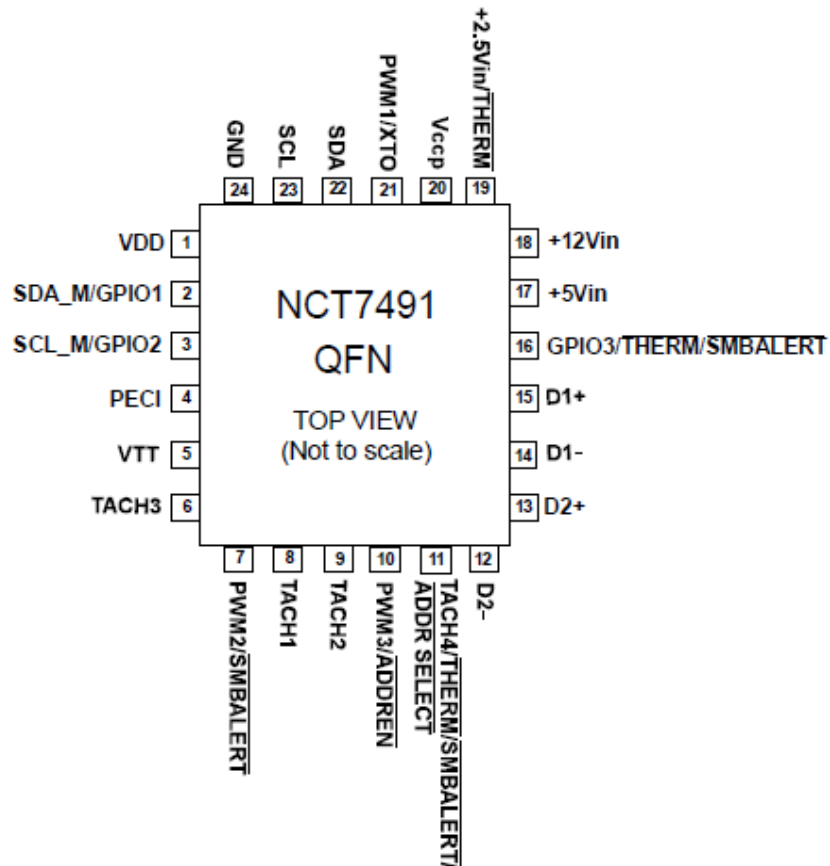 +2.5Vin/THERM
PWM1/XTO
Vccp
SDA
SCL
GND
24
23
22
21
20
19
VDD
1
SDA_M/GPIO1
2
SCL_M/GPIO2
3
PECI
4
VTT
5
TACH3
6
NCT7491
QFN
TOP VIEW
(Not to scale)
18
+12Vin
17
+5Vin
16
GPIO3/THERM/SMBALERT
15
D1+
14
D1-
13
D2+
7
8
9
10
11
12
PWM2/SMBALERT
TACH1
TACH2
PWM3/ADDREN
TACH4/THERM/SMBALERT/
ADDR SELECT
D2-